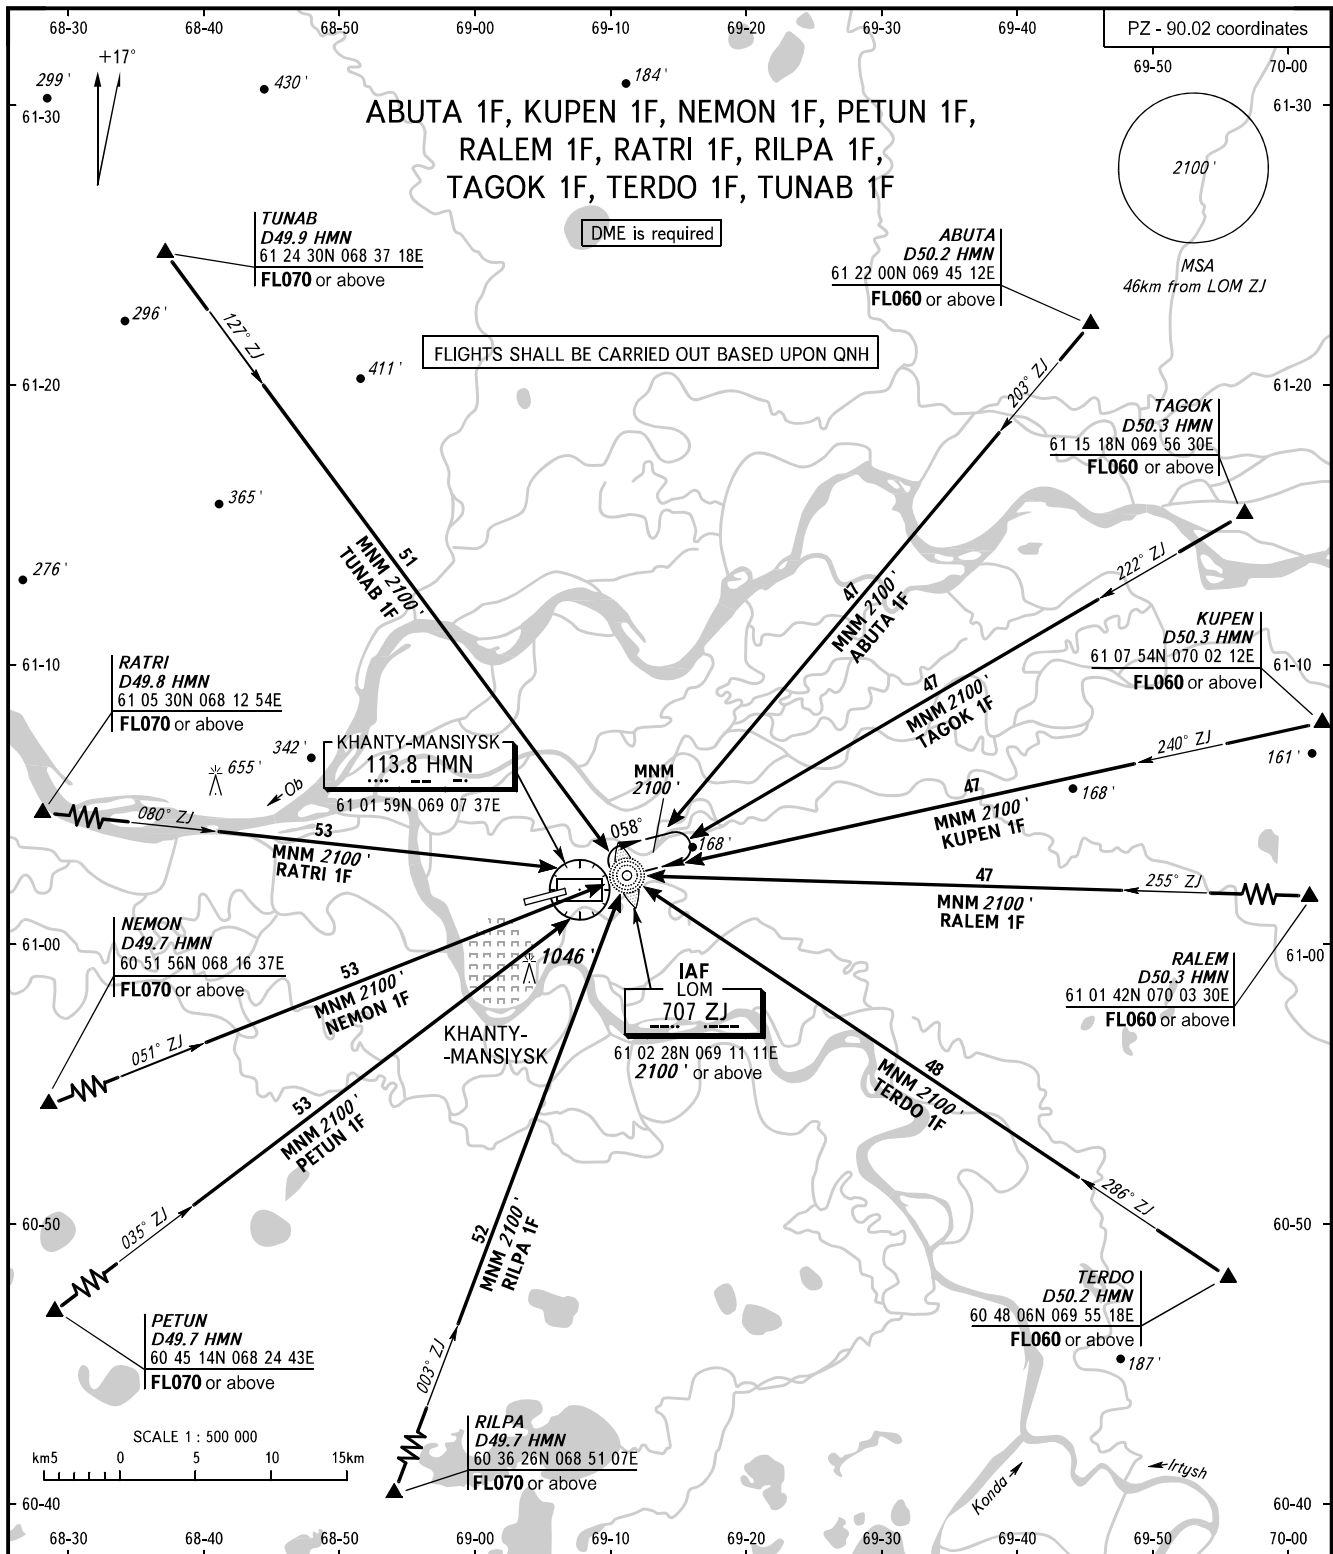 68-30
68-40
68-50
69-00
69-10
69-20
69-30
69-40
PZ - 90.02 coordinates
69-50
70-00
+17°
299'
430'
184'
61-30
61-30
ABUTA 1F, KUPEN 1F, NEMON 1F, PETUN 1F,
RALEM 1F, RATRI 1F, RILPA 1F,
TAGOK 1F, TERDO 1F, TUNAB 1F
2100'
MSA
46km from LOM ZJ
DME is required
TUNAB
D49.9 HMN
61 24 30N 068 37 18E
FL070 or above
ABUTA
D50.2 HMN
61 22 00N 069 45 12E
FL060 or above
296'
127° ZJ
FLIGHTS SHALL BE CARRIED OUT BASED UPON QNH
411'
203° ZJ
61-20
61-20
TAGOK
D50.3 HMN
61 15 18N 069 56 30E
FL060 or above
365'
276'
51
MNM 2100'
TUNAB 1F
47
MNM 2100'
ABUTA 1F
222° ZJ
KUPEN
D50.3 HMN
61 07 54N 070 02 12E
FL060 or above
61-10
61-10
RATRI
D49.8 HMN
61 05 30N 068 12 54E
FL070 or above
47
MNM 2100'
TAGOK 1F
240° ZJ
161'
342'
655'
Ob
KHANTY-MANSIYSK
113.8 HMN
61 01 59N 069 07 37E
MNM
2100'
168'
47
MNM 2100'
KUPEN 1F
080° ZJ
53
MNM 2100'
RATRI 1F
058°
168'
47
MNM 2100'
RALEM 1F
255° ZJ
NEMON
D49.7 HMN
60 51 56N 068 16 37E
FL070 or above
61-00
61-00
RALEM
D50.3 HMN
61 01 42N 070 03 30E
FL060 or above
1046'
53
MNM 2100'
NEMON 1F
051° ZJ
KHANTY-
-MANSIYSK
IAF
LOM
707 ZJ
61 02 28N 069 11 11E
2100' or above
48
MNM 2100'
TERDO 1F
53
MNM 2100'
PETUN 1F
035° ZJ
286° ZJ
60-50
60-50
52
MNM 2100'
RILPA 1F
TERDO
D50.2 HMN
60 48 06N 069 55 18E
FL060 or above
187'
PETUN
D49.7 HMN
60 45 14N 068 24 43E
FL070 or above
003° ZJ
RILPA
D49.7 HMN
60 36 26N 068 51 07E
FL070 or above
SCALE 1 : 500 000
km5
0
5
10
15km
Konda
Irtysh
60-40
60-40
68-30
68-40
68-50
69-00
69-10
69-20
69-30
69-40
69-50
70-00